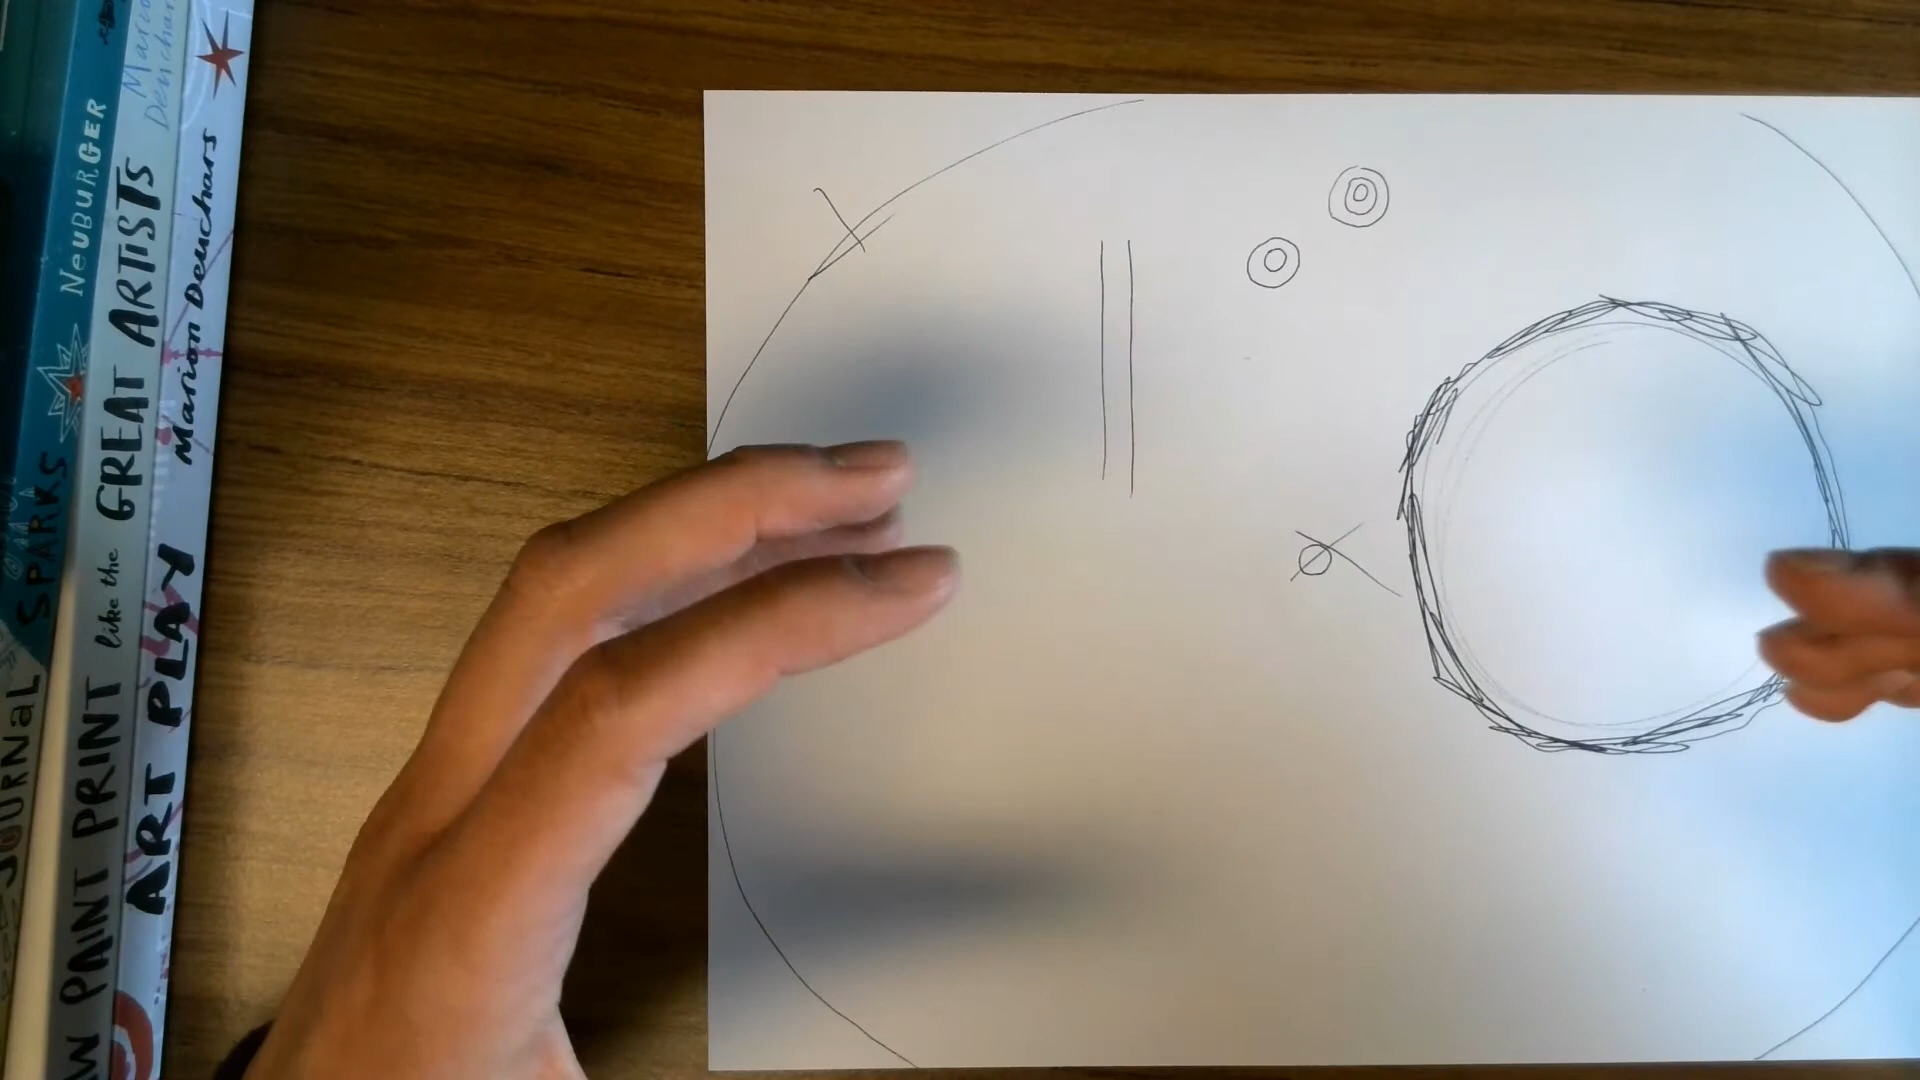 NEUBURGER
SPARKS
JOURNAL
Marion
Deuchars
W PAINT PRINT like the GREAT ARTISTS
ART PLAY Marion Deuchars